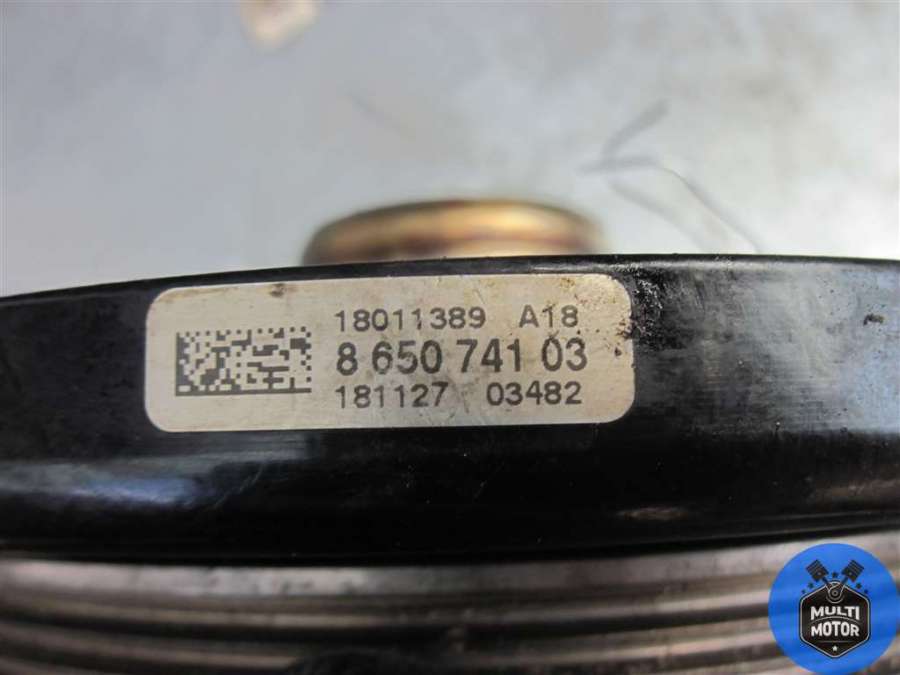 18011389 A18
8 650 741 03
181127 03482
MULTI
MOTOR